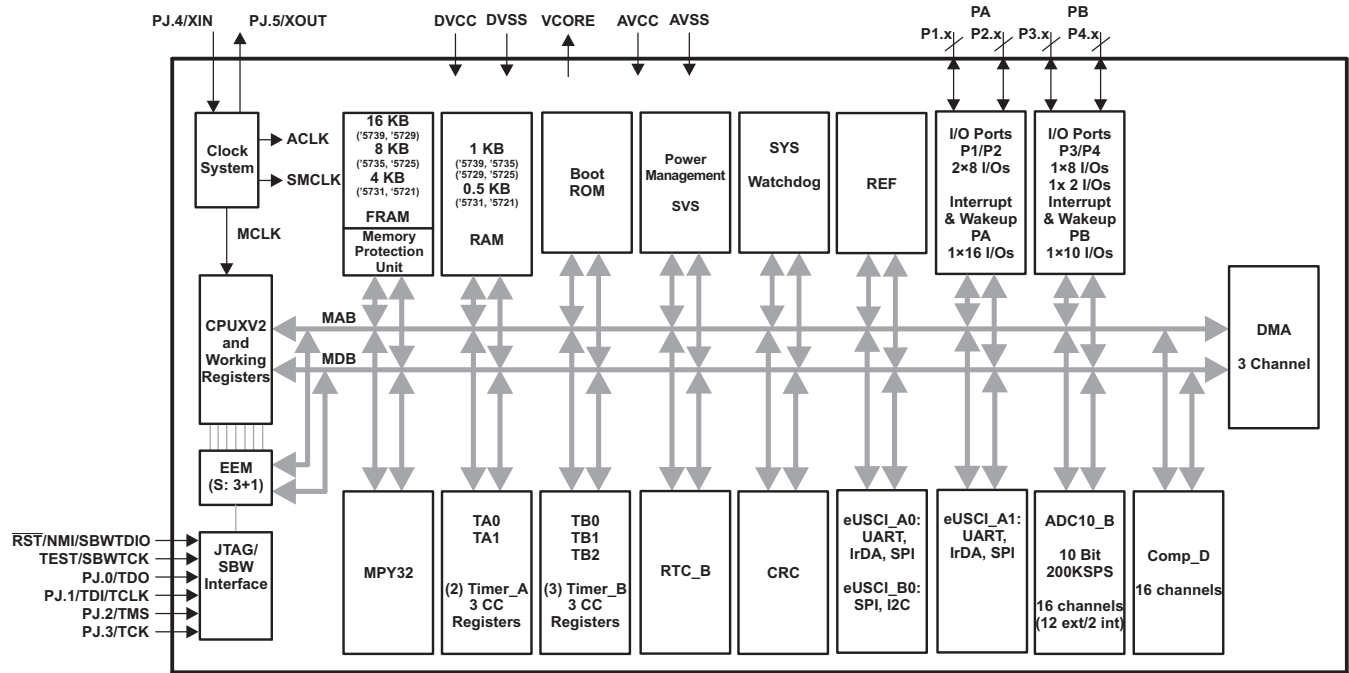 PJ.4/XIN
PJ.5/XOUT
DVCC
DVSS
VCORE
AVCC
AVSS
PA
PB
P1.x
P2.x
P3.x
P4.x
Clock
System
ACLK
SMCLK
MCLK
16 KB
('5739, '5729)
8 KB
('5735, '5725)
4 KB
('5731, '5721)
FRAM
Memory
Protection
Unit
1 KB
('5739, '5735)
('5729, '5725)
0.5 KB
('5731, '5721)
RAM
Boot
ROM
Power
Management
SVS
SYS
Watchdog
REF
I/O Ports
P1/P2
2×8 I/Os
Interrupt
& Wakeup
PA
1×16 I/Os
I/O Ports
P3/P4
1×8 I/Os
1x 2 I/Os
Interrupt
& Wakeup
PB
1×10 I/Os
CPUXV2
and
Working
Registers
MAB
MDB
DMA
3 Channel
EEM
(S: 3+1)
RST/NMI/SBWTDIO
TEST/SBWTCK
PJ.0/TDO
PJ.1/TDI/TCLK
PJ.2/TMS
PJ.3/TCK
JTAG/
SBW
Interface
MPY32
TA0
TA1
(2) Timer_A
3 CC
Registers
TB0
TB1
TB2
(3) Timer_B
3 CC
Registers
RTC_B
CRC
eUSCI_A0:
UART,
IrDA, SPI
eUSCI_B0:
SPI, I2C
eUSCI_A1:
UART,
IrDA, SPI
ADC10_B
10 Bit
200KSPS
16 channels
(12 ext/2 int)
Comp_D
16 channels